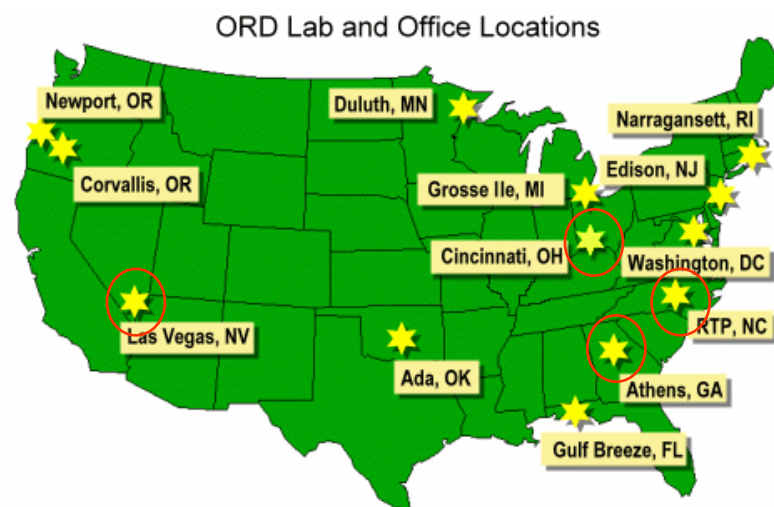 ORD Lab and Office Locations
Newport, OR
Duluth, MN
Narragansett, RI
Corvallis, OR
Grosse Ile, MI
Edison, NJ
Cincinnati, OH
Washington, DC
Las Vegas, NV
RTP, NC
Ada, OK
Athens, GA
Gulf Breeze, FL